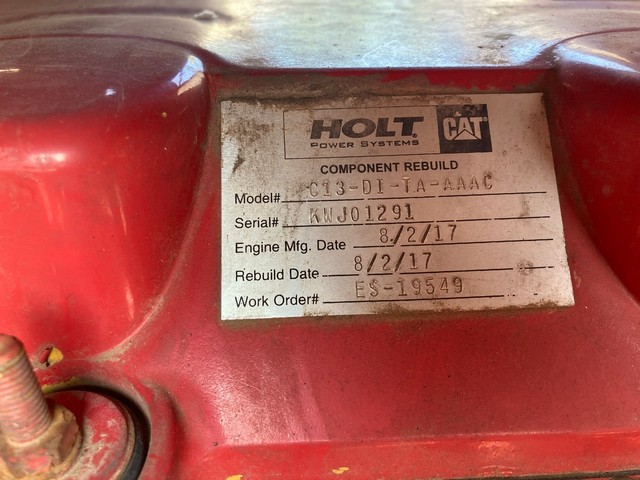 HOLT® CAT
POWER SYSTEMS
COMPONENT REBUILD
Model# C13-DI-TA-AAAC
Serial# KWJ01291
Engine Mfg. Date 8/2/17
Rebuild Date 8/2/17
Work Order# ES-19549